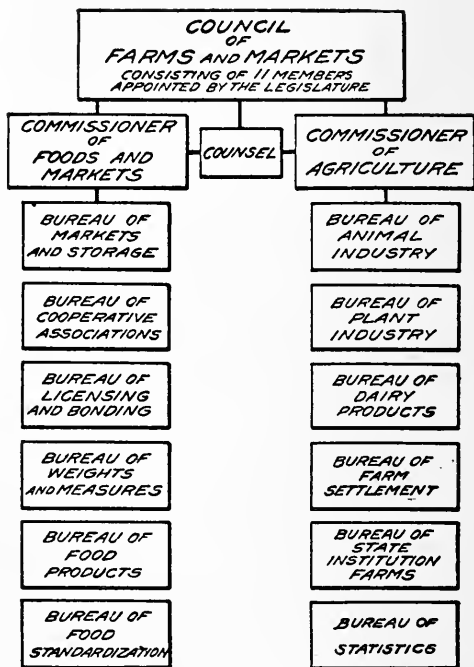 COUNCIL
OF
FARMS AND MARKETS
CONSISTING OF 11 MEMBERS
APPOINTED BY THE LEGISLATURE
COMMISSIONER
OF
FOODS AND
MARKETS
COUNSEL
COMMISSIONER
OF
AGRICULTURE
BUREAU OF
MARKETS
AND STORAGE
BUREAU OF
COOPERATIVE
ASSOCIATIONS
BUREAU OF
LICENSING
AND BONDING
BUREAU OF
WEIGHTS
AND MEASURES
BUREAU OF
FOOD
PRODUCTS
BUREAU OF
FOOD
STANDARDIZATION
BUREAU OF
ANIMAL
INDUSTRY
BUREAU OF
PLANT
INDUSTRY
BUREAU OF
DAIRY
PRODUCTS
BUREAU OF
FARM
SETTLEMENT
BUREAU OF
STATE
INSTITUTION
FARMS
BUREAU OF
STATISTICS